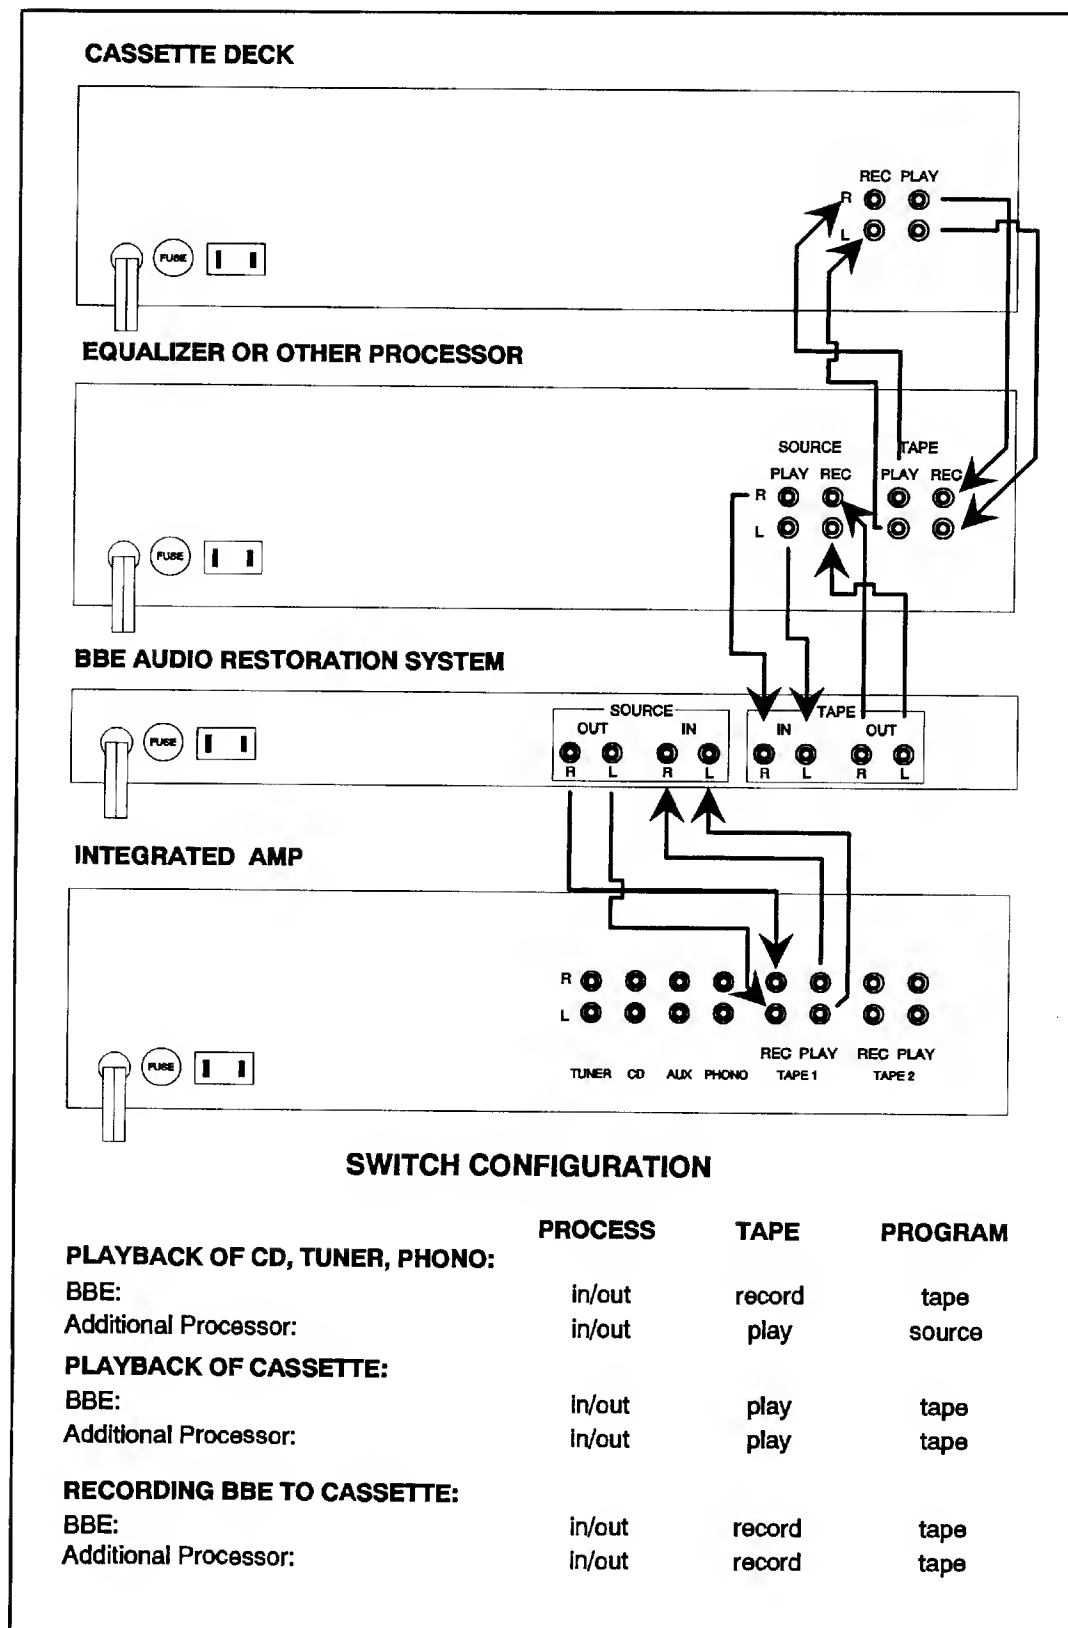 CASSETTE DECK
REC PLAY
R
L
FUSE
EQUALIZER OR OTHER PROCESSOR
SOURCE TAPE
PLAY REC PLAY REC
R
L
FUSE
BBE AUDIO RESTORATION SYSTEM
SOURCE TAPE
OUT IN IN OUT
FUSE
R L R L R L R L
INTEGRATED AMP
R
L
REC PLAY REC PLAY
FUSE
TUNER CD AUX PHONO TAPE 1 TAPE 2
SWITCH CONFIGURATION
PROCESS TAPE PROGRAM
PLAYBACK OF CD, TUNER, PHONO:
BBE: in/out record tape
Additional Processor: in/out play source
PLAYBACK OF CASSETTE:
BBE: in/out play tape
Additional Processor: in/out play tape
RECORDING BBE TO CASSETTE:
BBE: in/out record tape
Additional Processor: in/out record tape